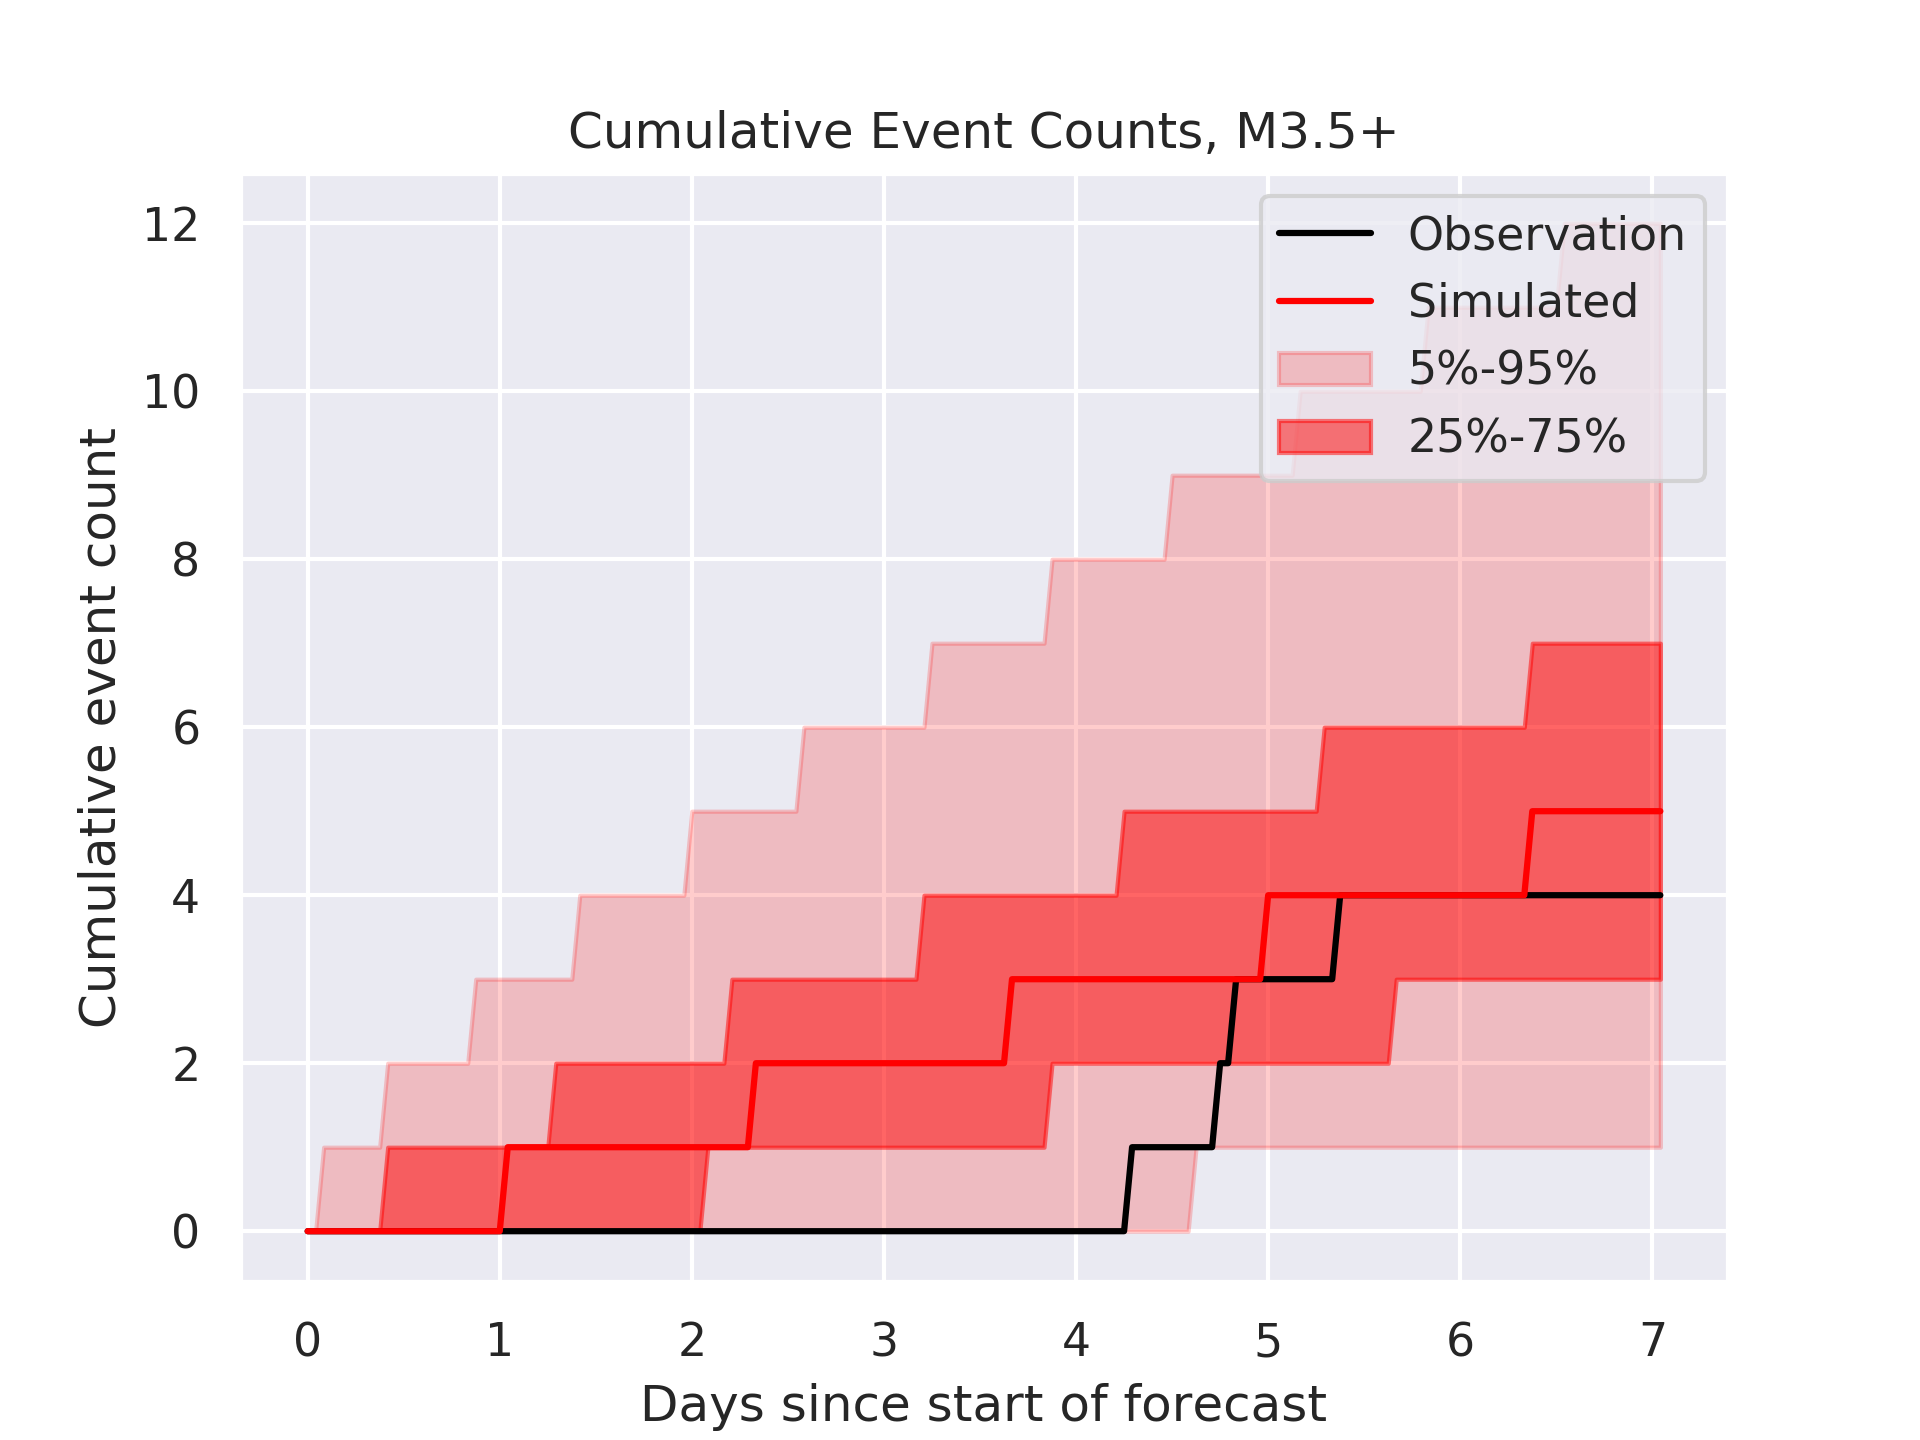 Cumulative Event Counts, M3.5+
Observation
Simulated
5%-95%
25%-75%
Cumulative event count
12
10
8
6
4
2
0
0 1 2 3 4 5 6 7
Days since start of forecast